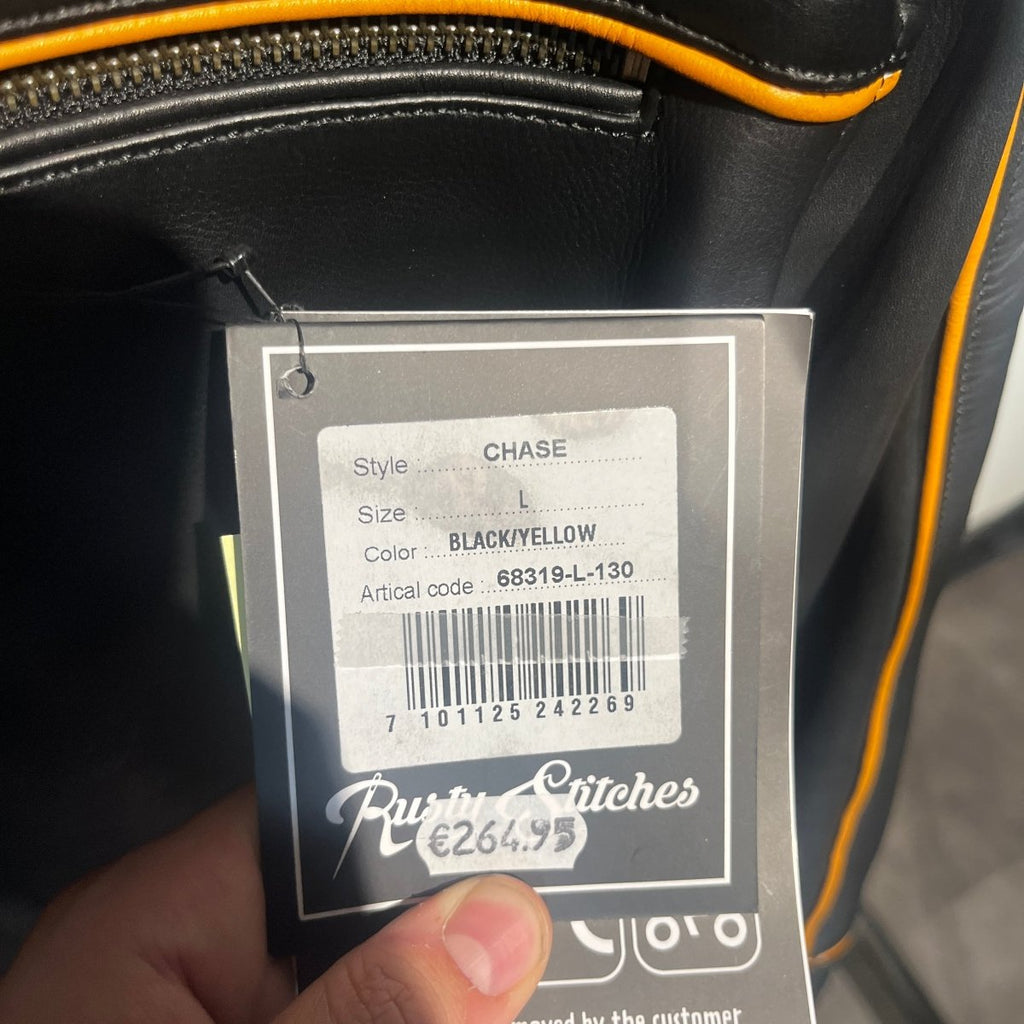 Style : CHASE
Size L
Color : BLACK/YELLOW
Artical code : 68319-L-130
7 101125 242269
Rusty Stitches
€264.95
by the customer